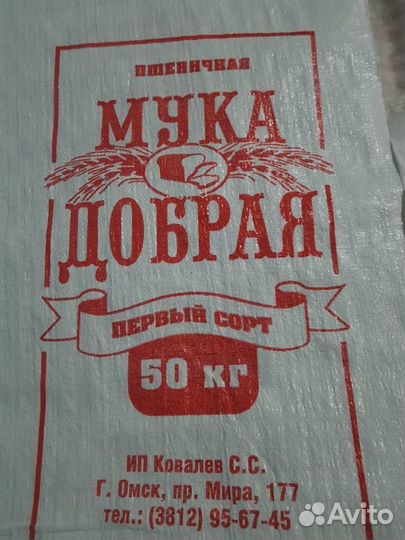 ПШЕНИЧНАЯ
МУКА
ДОБРАЯ
ПЕРВЫЙ СОРТ
50 кг
ИП Ковалев С.С.
Г. Омск, пр. Мира, 177
тел.: (3812) 95-67-45
Avito